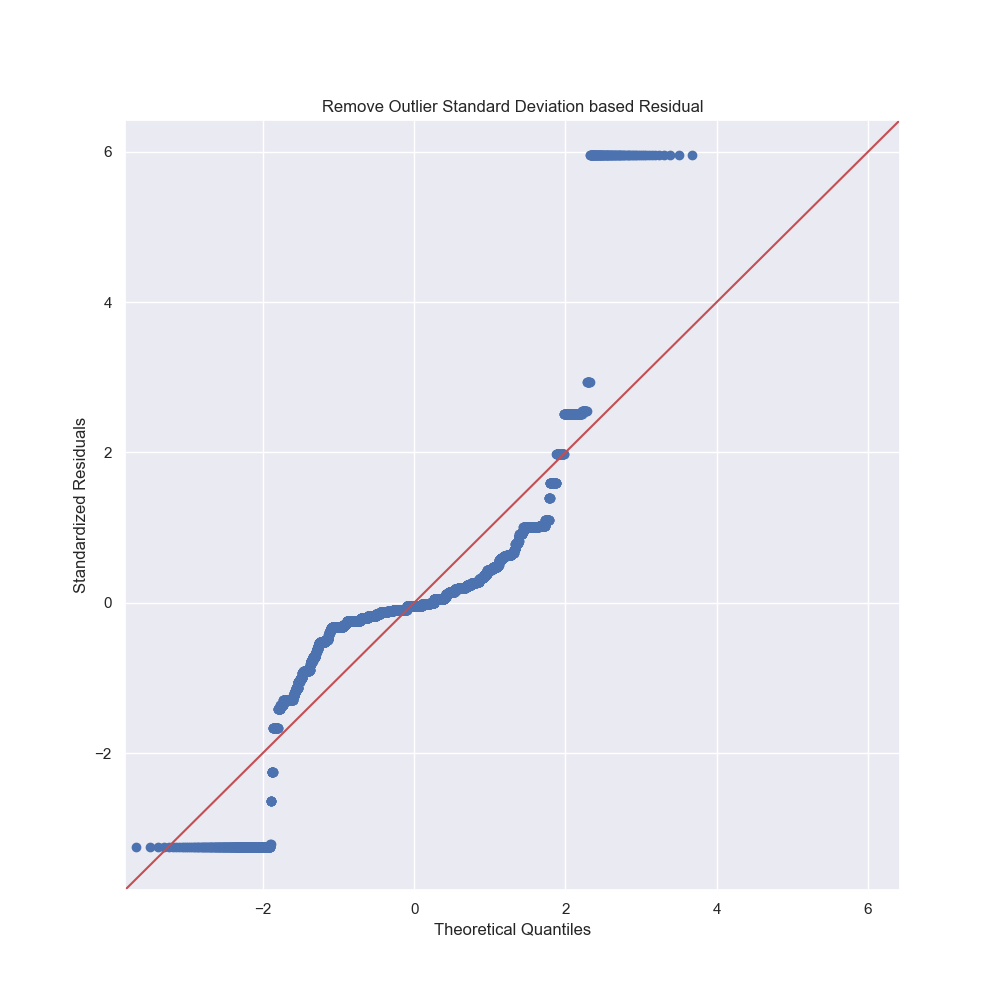 Remove Outlier Standard Deviation based Residual
6
4
2
0
−2
Standardized Residuals
−2 0 2 4 6
Theoretical Quantiles